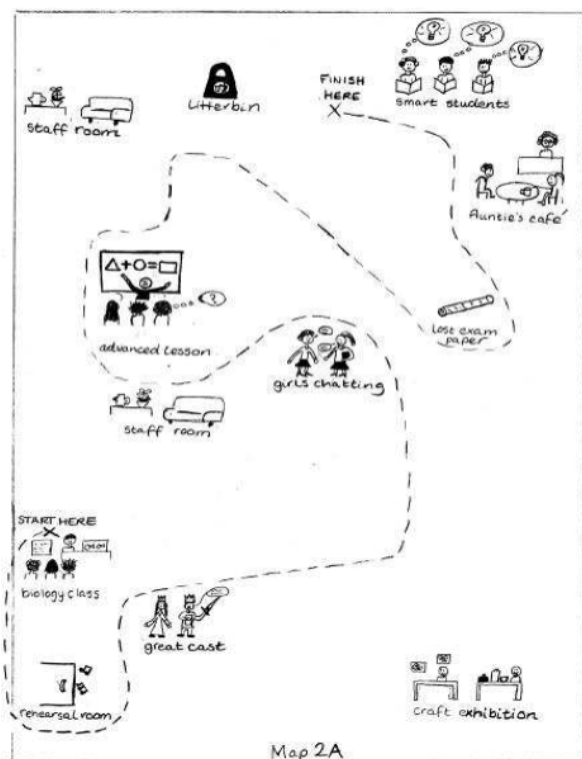 smart students
FINISH
HERE
Litterbin
staff room
Auntie's café
△+○=□
?
advanced lesson
lost exam
paper
girls chatting
staff room
START HERE
biology class
great cast
rehearsal room
craft exhibition
Map 2A